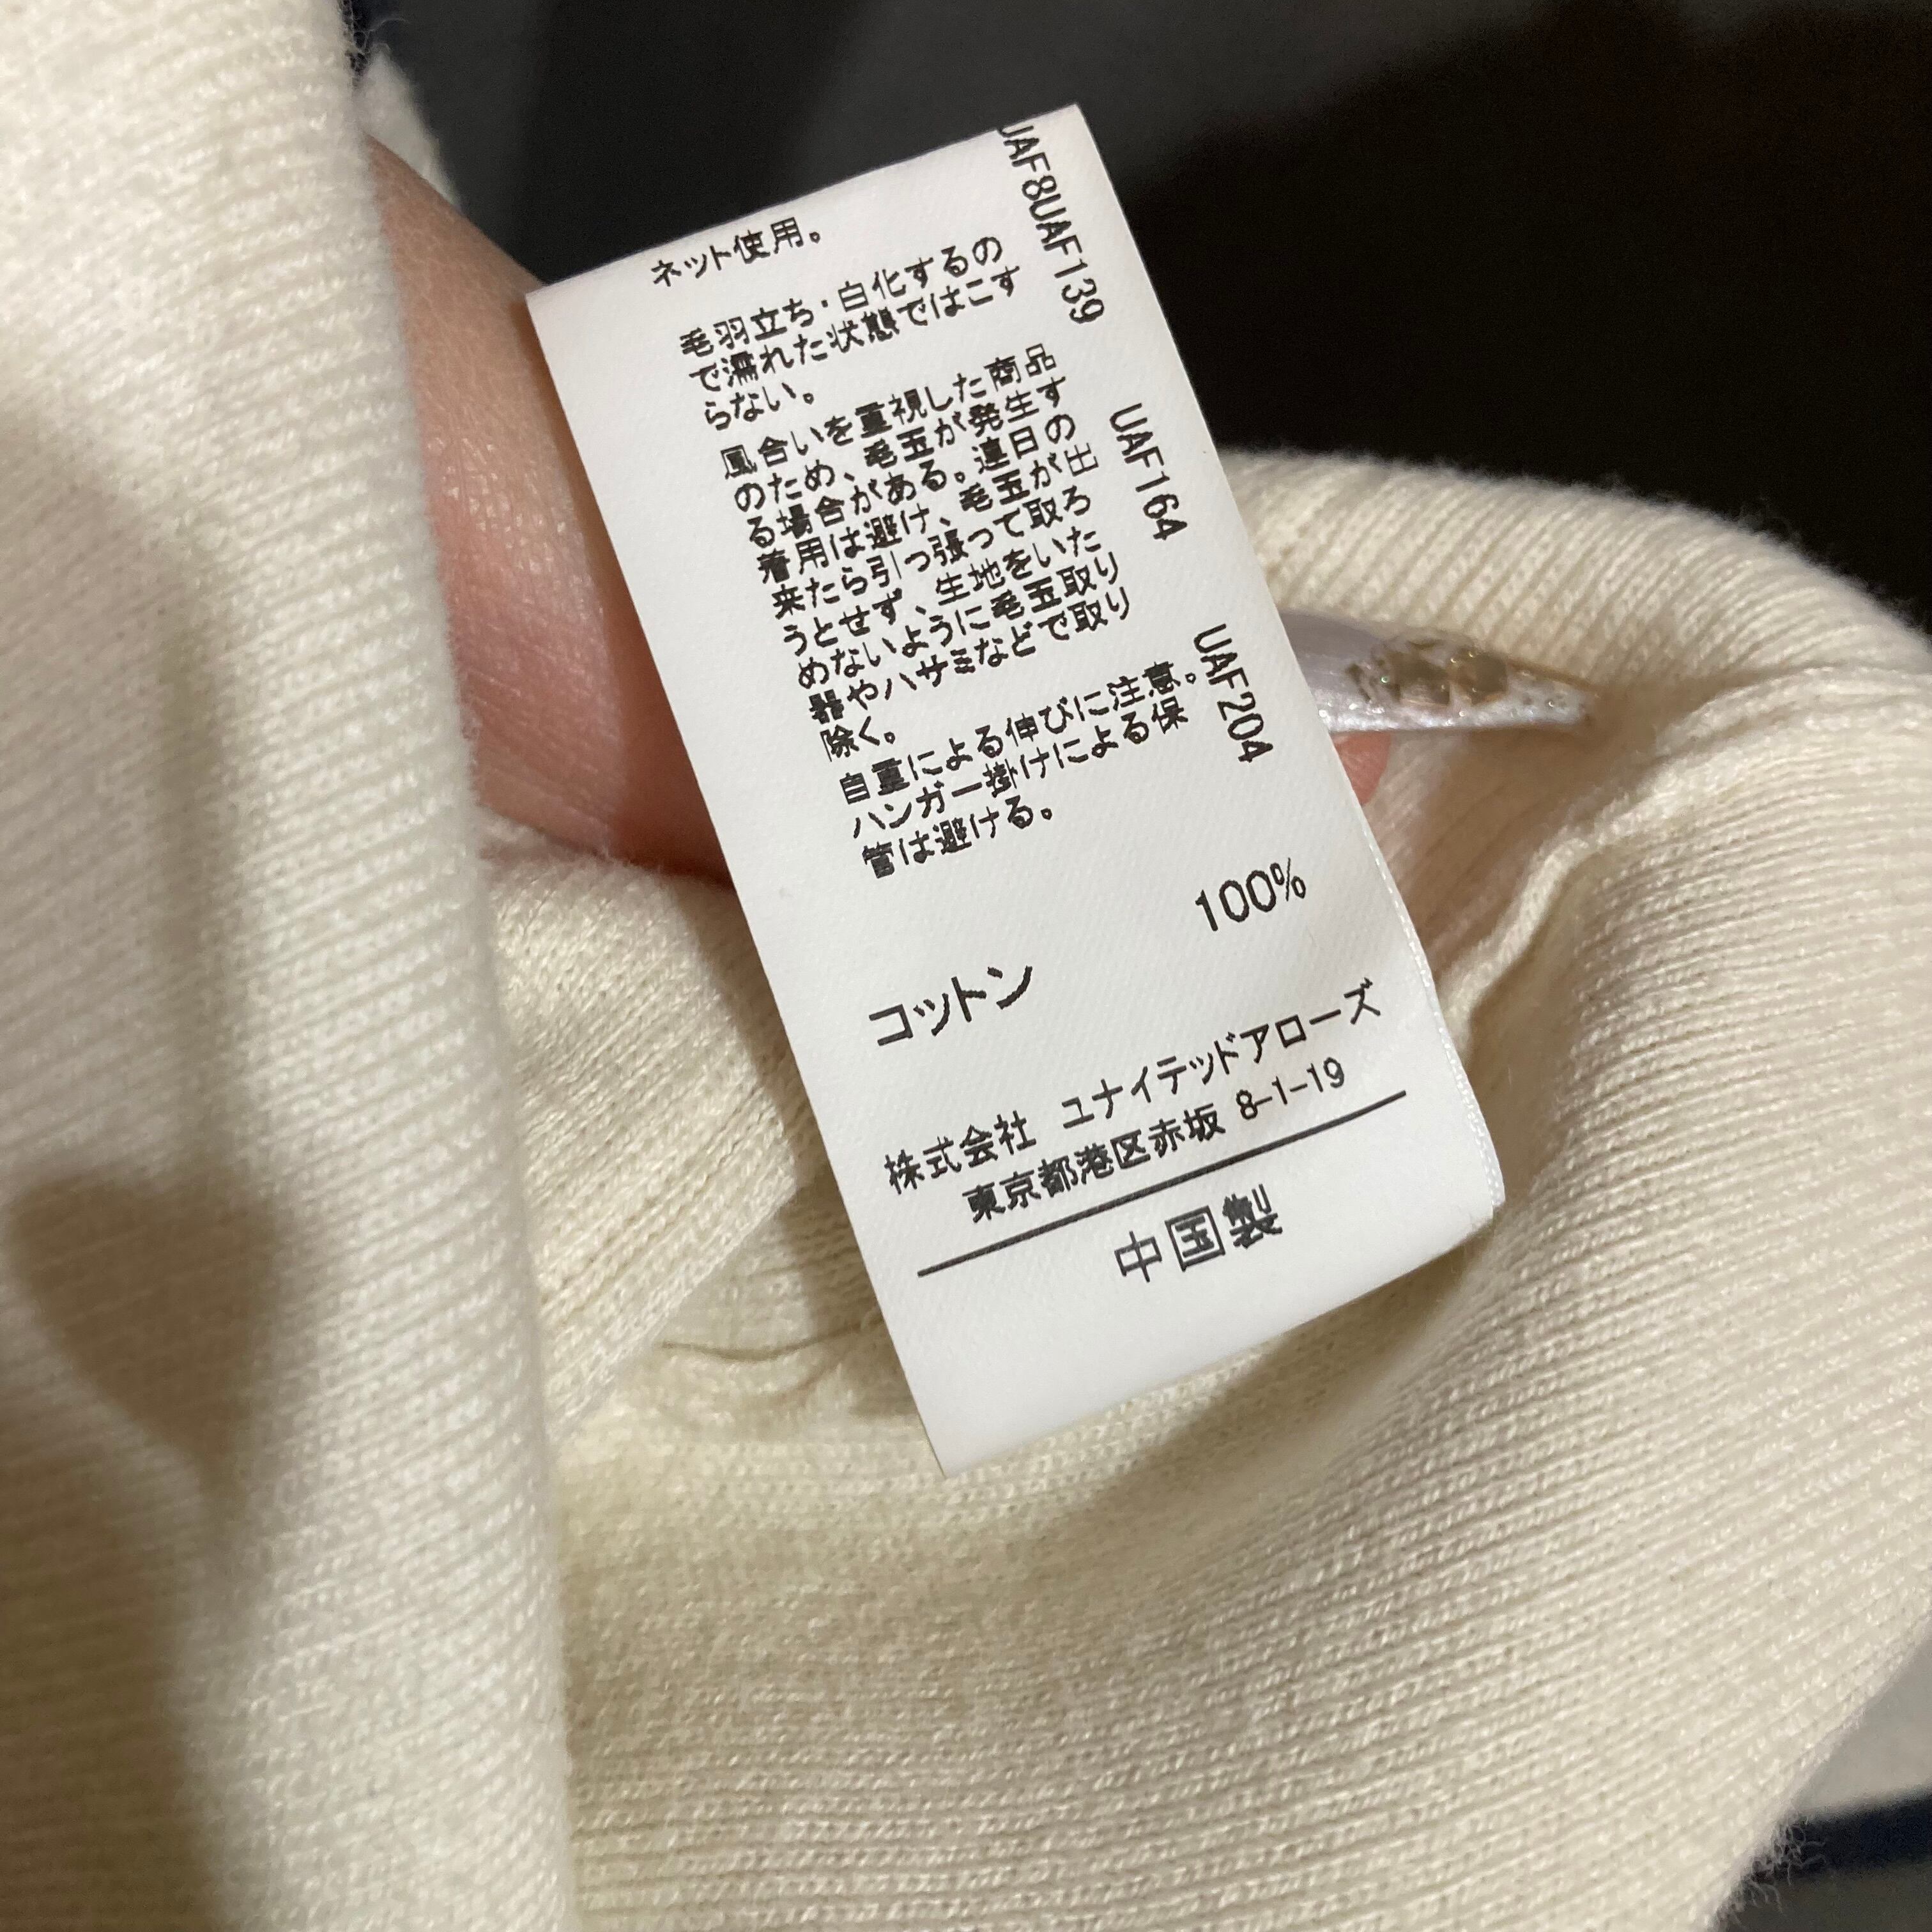 ネット使用。
毛羽立ち・白化するの
で濡れた状態ではこす
らない。
風合いを重視した商品
のため、毛玉が発生す
る場合がある。連日の
着用は避け、毛玉が出
来たら引っ張って取ろ
うとせず、生地をいた
めないように毛玉取り
器やハサミなどで取り
除く。
自重による伸びに注意。
ハンガー掛けによる保
管は避ける。
UAF8UAF139
UAF164
UAF204
コットン 100%
株式会社 ユナイテッドアローズ
東京都港区赤坂 8-1-19
中国製